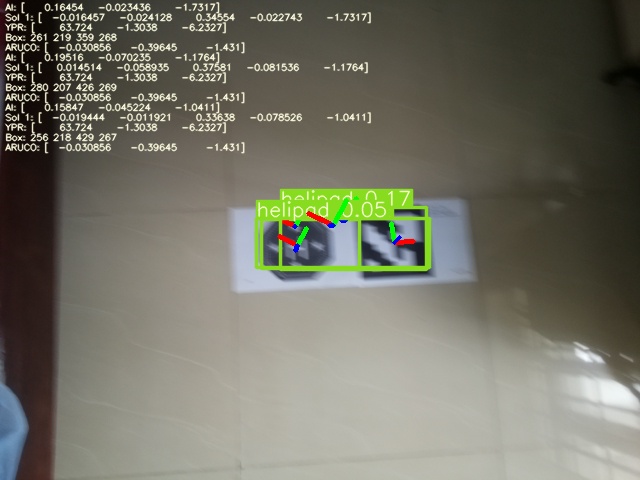 AI: [ 0.16454 -0.023436 -1.7317]
Sol 1: [ -0.016457 -0.024128 0.34554 -0.022743 -1.7317]
YPR: [ 63.724 -1.3038 -6.2327]
Box: 261 219 359 268
ARUCO: [ -0.030856 -0.39645 -1.431]
AI: [ 0.19516 -0.070235 -1.1764]
Sol 1: [ 0.014514 -0.058935 0.37581 -0.081536 -1.1764]
YPR: [ 63.724 -1.3038 -6.2327]
Box: 280 207 426 269
ARUCO: [ -0.030856 -0.39645 -1.431]
AI: [ 0.15847 -0.045224 -1.0411]
Sol 1: [ -0.019444 -0.011921 0.33638 -0.078526 -1.0411]
YPR: [ 63.724 -1.3038 -6.2327]
Box: 256 218 429 267
ARUCO: [ -0.030856 -0.39645 -1.431]
helipad 0.17
helipad 0.05